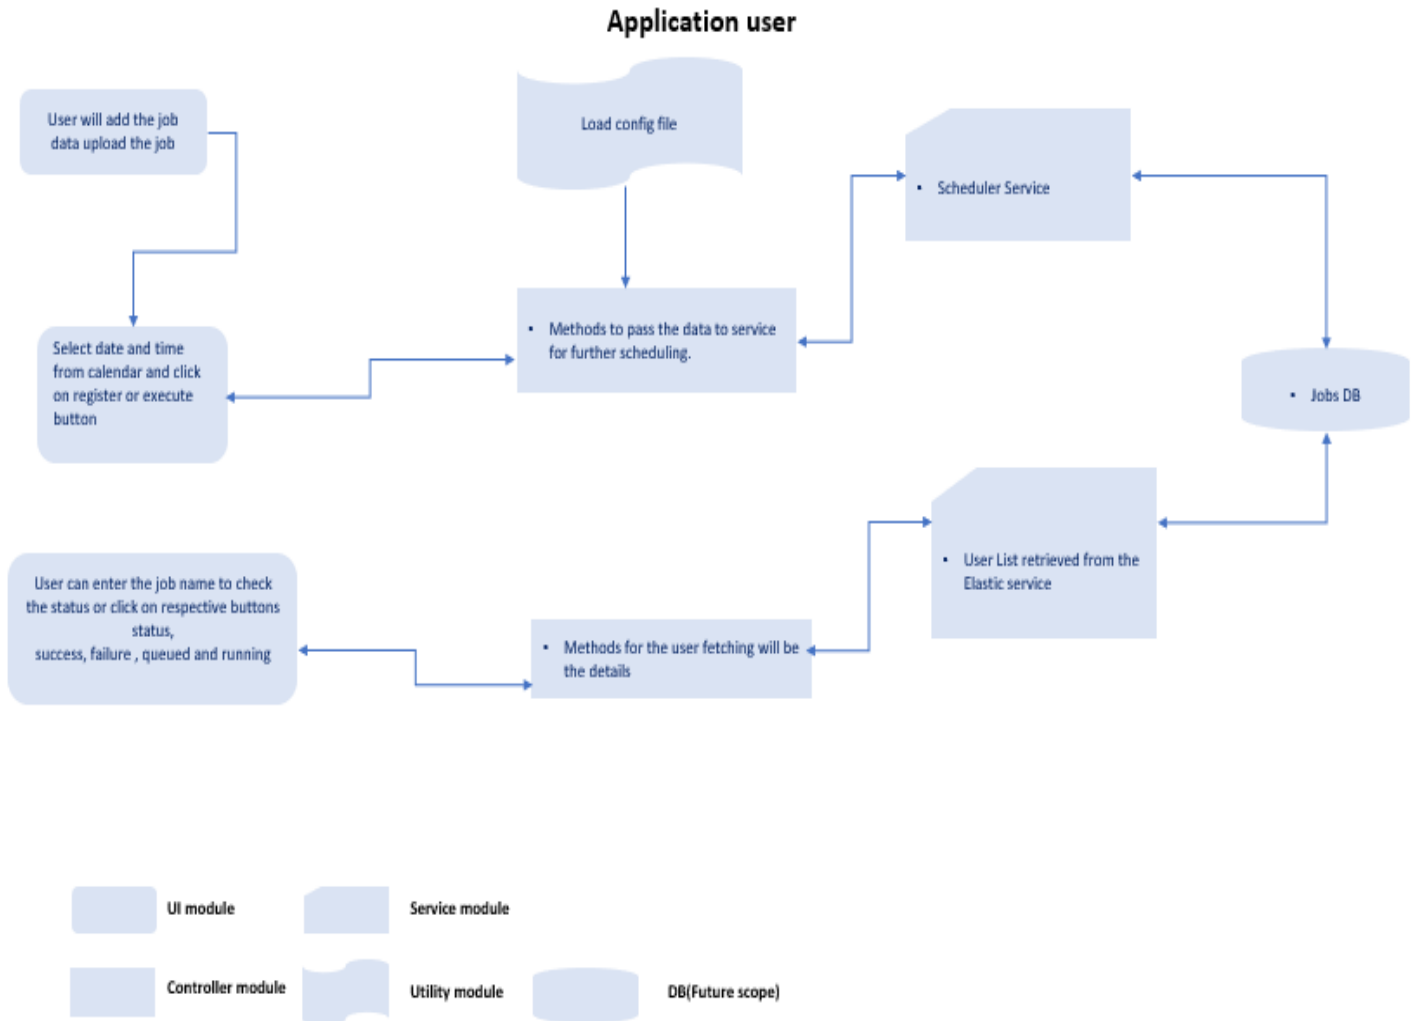 Application user
User will add the job
data upload the job
Load config file
▪ Scheduler Service
▪ Methods to pass the data to service
for further scheduling.
Select date and time
from calendar and click
on register or execute
button
▪ Jobs DB
▪ User List retrieved from the
Elastic service
User can enter the job name to check
the status or click on respective buttons
status,
success, failure , queued and running
▪ Methods for the user fetching will be
the details
UI module
Service module
Controller module
Utility module
DB(Future scope)